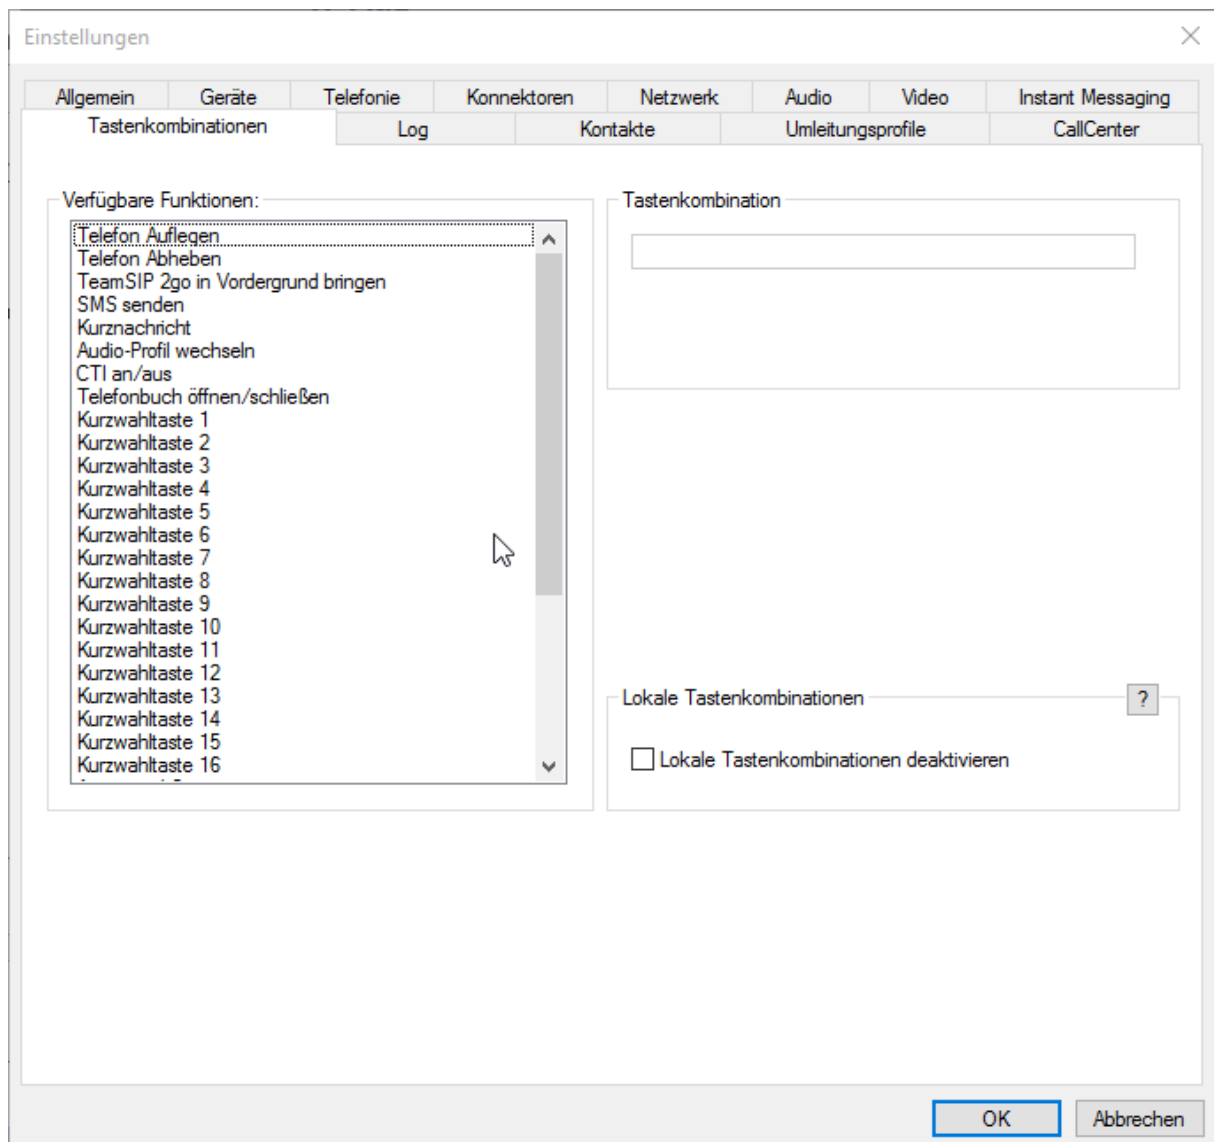 Einstellungen
Allgemein Geräte Telefonie Konnektoren Netzwerk Audio Video Instant Messaging
Tastenkombinationen Log Kontakte Umleitungsprofile CallCenter
Verfügbare Funktionen:
Tastenkombination
Telefon Auflegen
Telefon Abheben
TeamSIP 2go in Vordergrund bringen
SMS senden
Kurznachricht
Audio-Profil wechseln
CTI an/aus
Telefonbuch öffnen/schließen
Kurzwahltaste 1
Kurzwahltaste 2
Kurzwahltaste 3
Kurzwahltaste 4
Kurzwahltaste 5
Kurzwahltaste 6
Kurzwahltaste 7
Kurzwahltaste 8
Kurzwahltaste 9
Kurzwahltaste 10
Kurzwahltaste 11
Kurzwahltaste 12
Kurzwahltaste 13
Kurzwahltaste 14
Kurzwahltaste 15
Kurzwahltaste 16
Lokale Tastenkombinationen ?
Lokale Tastenkombinationen deaktivieren
OK Abbrechen